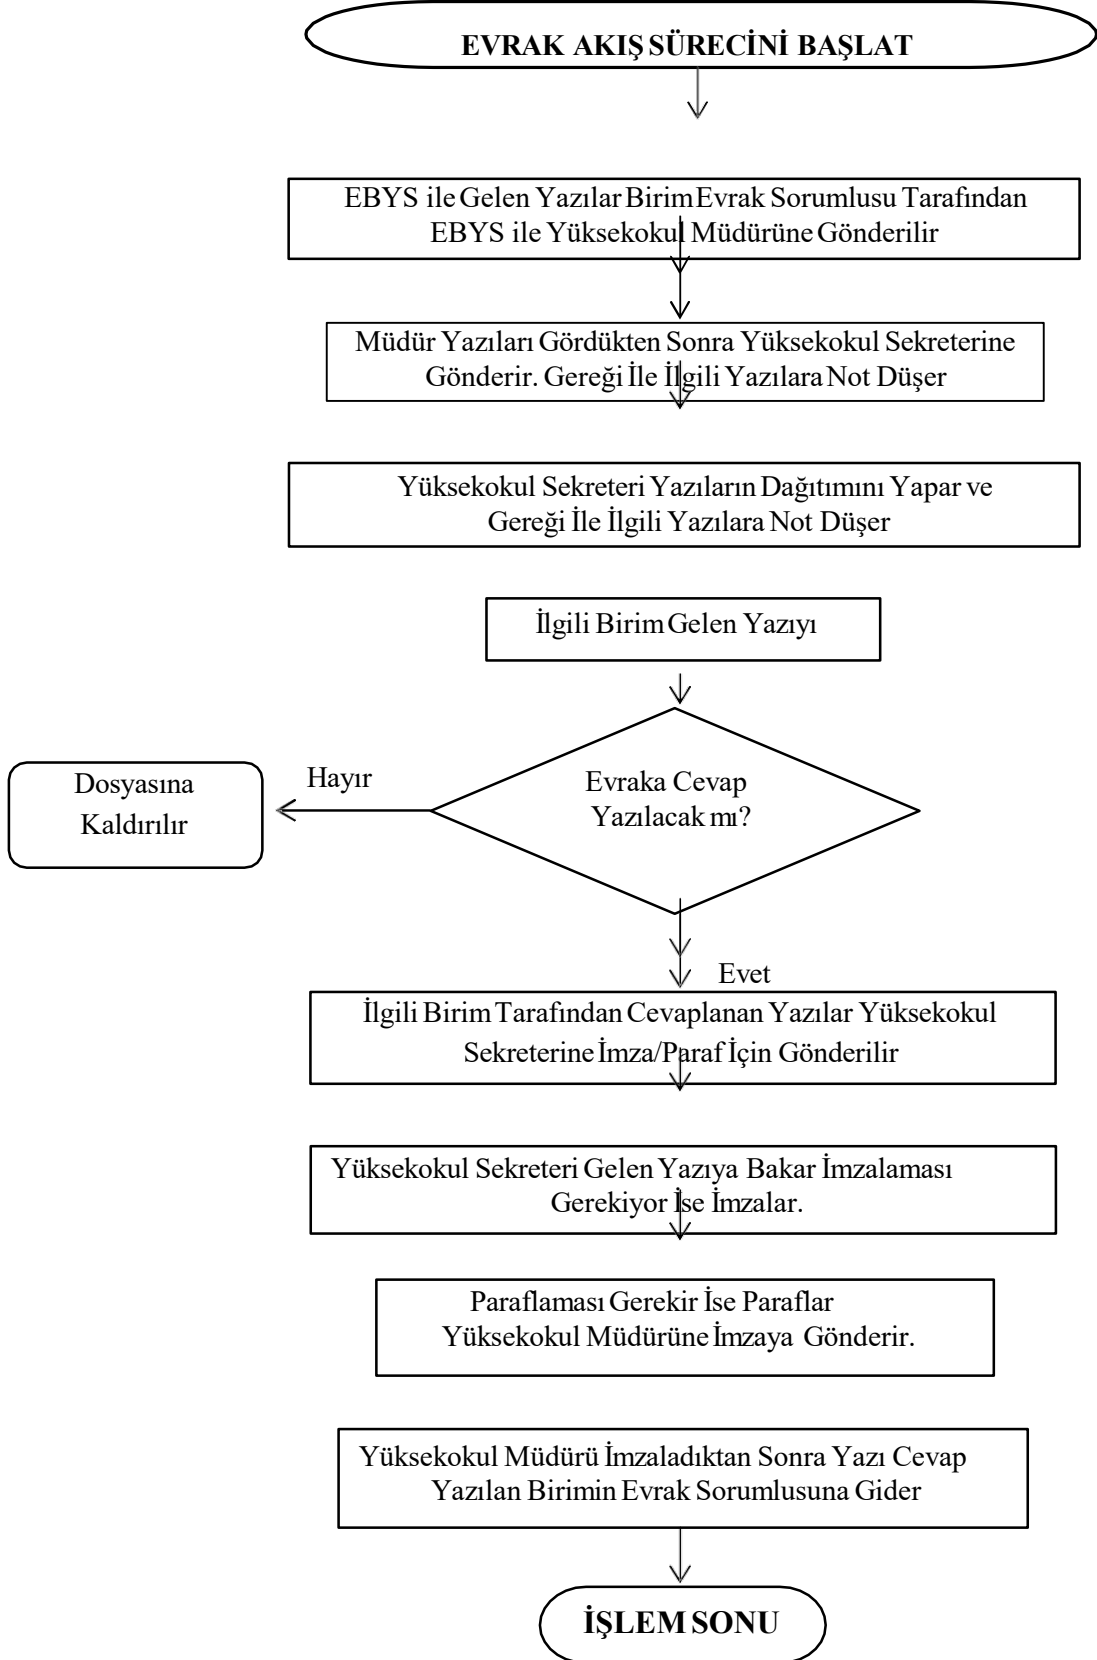 EVRAK AKIŞ SÜRECİNİ BAŞLAT
EBYS ile Gelen Yazılar Birim Evrak Sorumlusu Tarafından
EBYS ile Yüksekokul Müdürüne Gönderilir
Müdür Yazıları Gördükten Sonra Yüksekokul Sekreterine
Gönderir. Gereği İle İlgili Yazılara Not Düşer
Yüksekokul Sekreteri Yazıların Dağıtımını Yapar ve
Gereği İle İlgili Yazılara Not Düşer
İlgili Birim Gelen Yazıyı
Evraka Cevap
Yazılacak mı?
Hayır
Dosyasına
Kaldırılır
Evet
İlgili Birim Tarafından Cevaplanan Yazılar Yüksekokul
Sekreterine İmza/Paraf İçin Gönderilir
Yüksekokul Sekreteri Gelen Yazıya Bakar İmzalaması
Gerekiyor İse İmzalar.
Paraflaması Gerekir İse Paraflar
Yüksekokul Müdürüne İmzaya Gönderir.
Yüksekokul Müdürü İmzaladıktan Sonra Yazı Cevap
Yazılan Birimin Evrak Sorumlusuna Gider
İŞLEM SONU